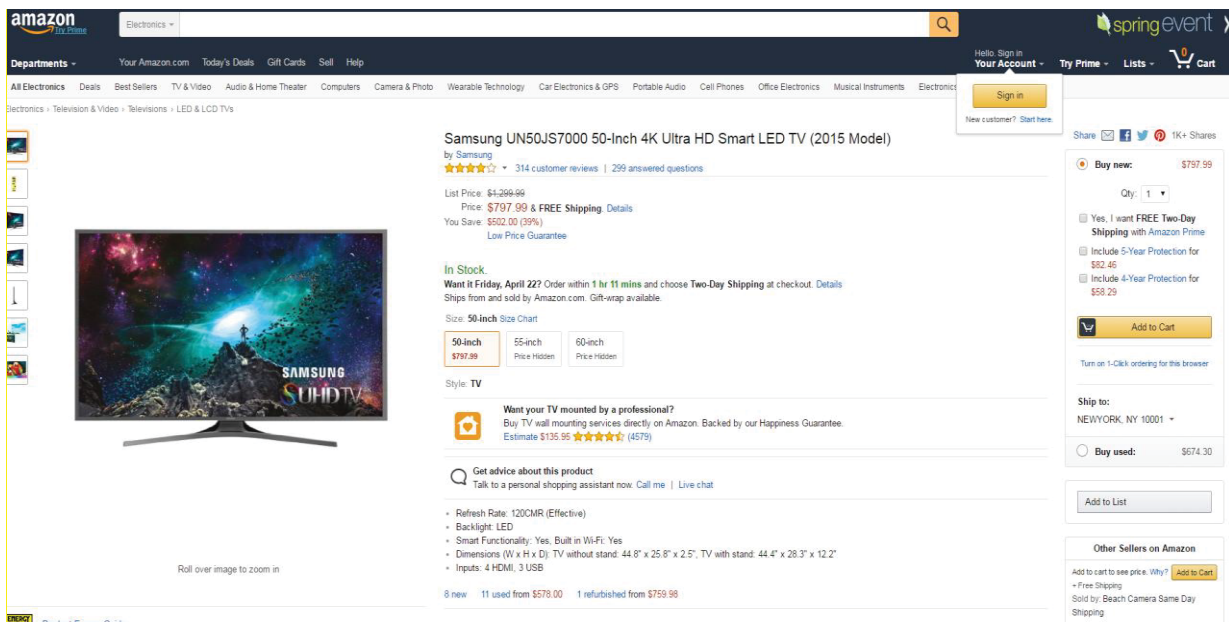 amazon
Try Prime
Electronics
spring event
Departments
Your Amazon.com Today's Deals Gift Cards Sell Help
Hello. Sign in
Your Account
Try Prime Lists
0
Cart
All Electronics Deals Best Sellers TV & Video Audio & Home Theater Computers Camera & Photo Wearable Technology Car Electronics & GPS Portable Audio Cell Phones Office Electronics Musical Instruments Electronics
Sign in
New customer? Start here.
Electronics › Television & Video › Televisions › LED & LCD TVs
SAMSUNG
SUHDTV
Roll over image to zoom in
ENERGY
Samsung UN50JS7000 50-Inch 4K Ultra HD Smart LED TV (2015 Model)
by Samsung
314 customer reviews | 299 answered questions
List Price: $1,299.99
Price: $797.99 & FREE Shipping. Details
You Save: $502.00 (39%)
Low Price Guarantee
In Stock.
Want it Friday, April 22? Order within 1 hr 11 mins and choose Two-Day Shipping at checkout. Details
Ships from and sold by Amazon.com. Gift-wrap available.
Size: 50-inch Size Chart
50-inch 55-inch 60-inch
$797.99 Price Hidden Price Hidden
Style: TV
Want your TV mounted by a professional?
Buy TV wall mounting services directly on Amazon. Backed by our Happiness Guarantee.
Estimate $135.95 (4579)
Get advice about this product
Talk to a personal shopping assistant now. Call me | Live chat
Refresh Rate: 120CMR (Effective)
Backlight: LED
Smart Functionality: Yes, Built in Wi-Fi: Yes
Dimensions (W x H x D): TV without stand: 44.8" x 25.8" x 2.5", TV with stand: 44.4" x 28.3" x 12.2"
Inputs: 4 HDMI, 3 USB
8 new 11 used from $578.00 1 refurbished from $759.98
Share 1K+ Shares
Buy new: $797.99
Qty: 1
Yes, I want FREE Two-Day
Shipping with Amazon Prime
Include 5-Year Protection for
$82.46
Include 4-Year Protection for
$58.29
Add to Cart
Turn on 1-Click ordering for this browser
Ship to:
NEWYORK, NY 10001
Buy used: $674.30
Add to List
Other Sellers on Amazon
Add to cart to see price. Why? Add to Cart
+ Free Shipping
Sold by: Beach Camera Same Day
Shipping